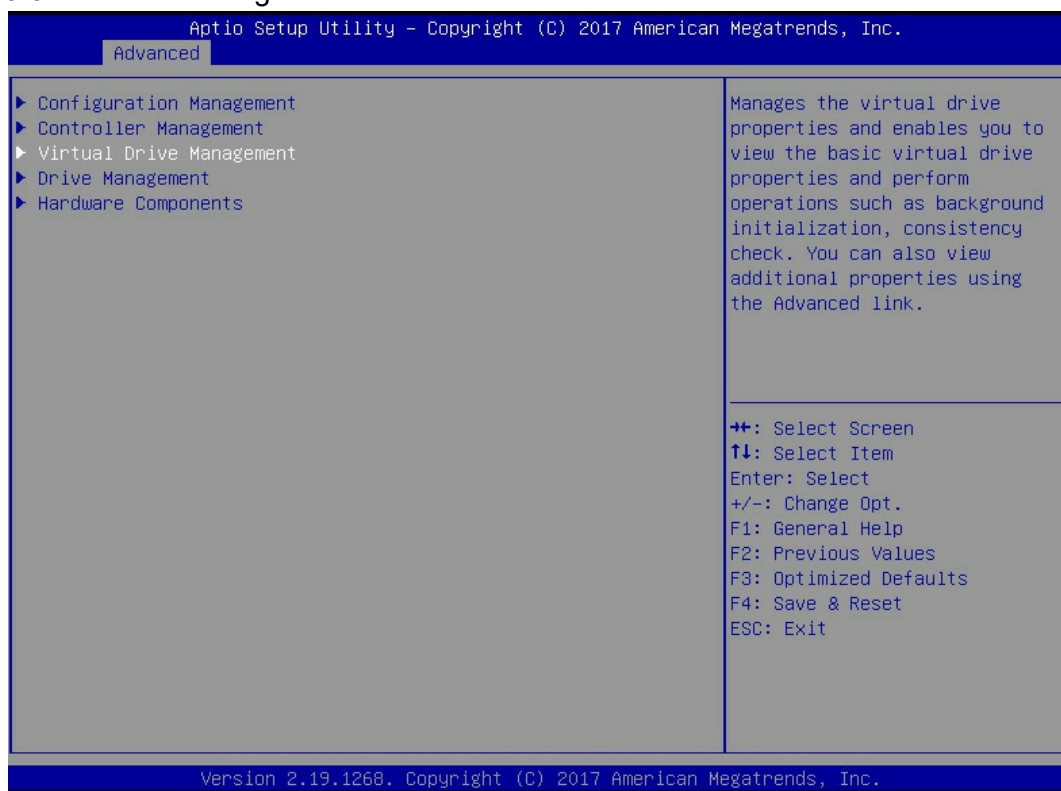 Aptio Setup Utility – Copyright (C) 2017 American Megatrends, Inc.
Advanced
Configuration Management
Controller Management
Virtual Drive Management
Drive Management
Hardware Components
Manages the virtual drive
properties and enables you to
view the basic virtual drive
properties and perform
operations such as background
initialization, consistency
check. You can also view
additional properties using
the Advanced link.
→←: Select Screen
↑↓: Select Item
Enter: Select
+/-: Change Opt.
F1: General Help
F2: Previous Values
F3: Optimized Defaults
F4: Save & Reset
ESC: Exit
Version 2.19.1268. Copyright (C) 2017 American Megatrends, Inc.